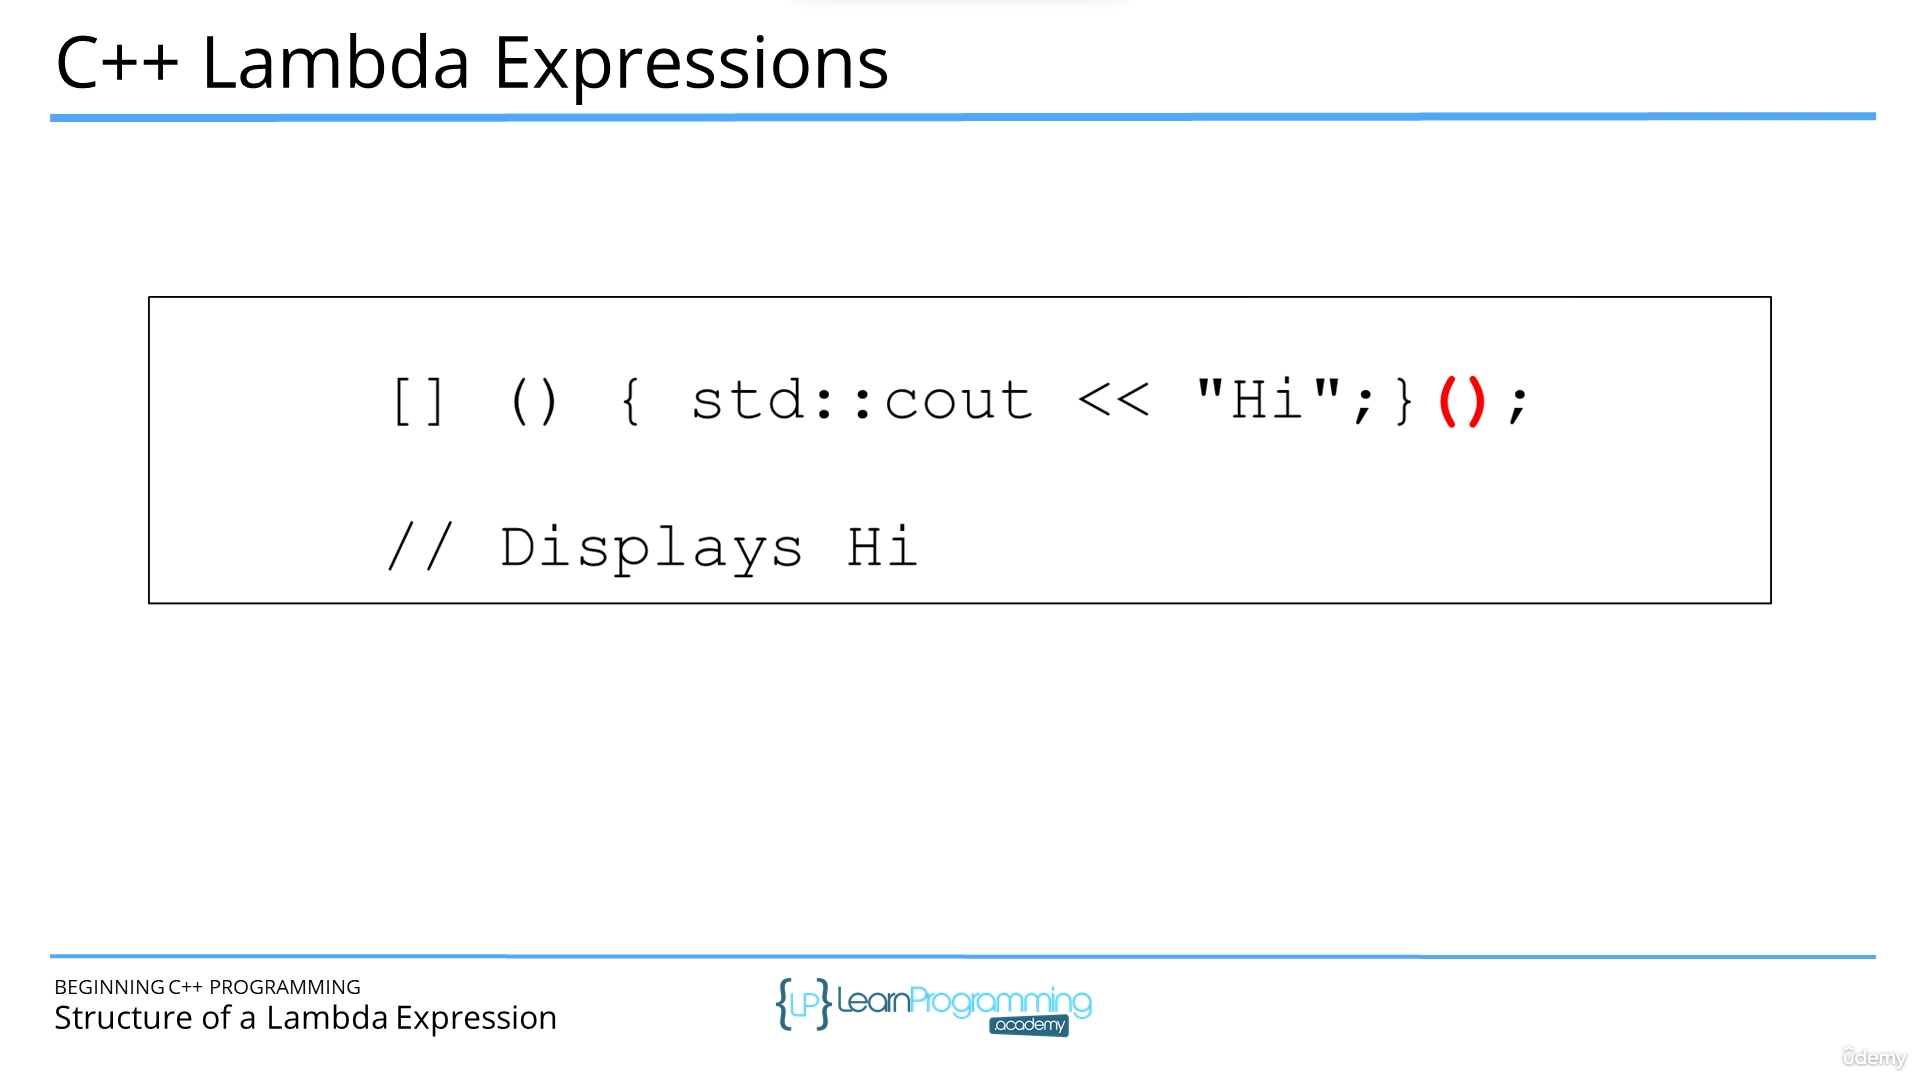 C++ Lambda Expressions
[] () { std::cout << "Hi";}();
// Displays Hi
BEGINNING C++ PROGRAMMING
Structure of a Lambda Expression
{LP} LearnProgramming
.academy
ûdemy